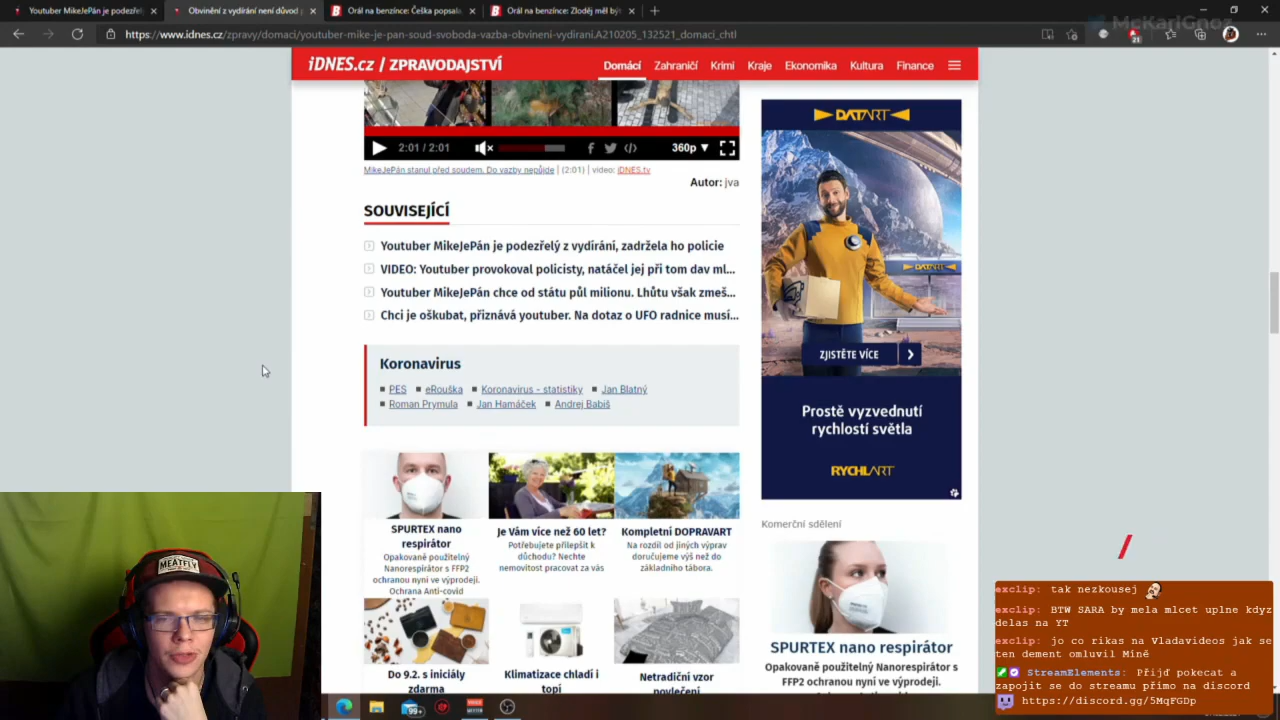 Youtuber MikeJePán je podezřel
Obvinění z vydírání není důvod p
Orál na benzínce: Česka popsala
Orál na benzínce: Zloděj měl být
https://www.idnes.cz/zpravy/domaci/youtuber-mike-je-pan-soud-svoboda-vazba-obvineni-vydirani.A210205_132521_domaci_chtl
21
McKarlGnoz
iDNES.cz / ZPRAVODAJSTVÍ
Domácí Zahraničí Krimi Kraje Ekonomika Kultura Finance
2:01 / 2:01
360p
MikeJePán stanul před soudem. Do vazby nepůjde | (2:01) | video: iDNES.tv
Autor: jva
SOUVISEJÍCÍ
Youtuber MikeJePán je podezřelý z vydírání, zadržela ho policie
VIDEO: Youtuber provokoval policisty, natáčel jej při tom dav ml...
Youtuber MikeJePán chce od státu půl milionu. Lhůtu však zmeš...
Chci je oškubat, přiznává youtuber. Na dotaz o UFO radnice musí...
Koronavirus
PES eRouška Koronavirus - statistiky Jan Blatný
Roman Prymula Jan Hamáček Andrej Babiš
SPURTEX nano
respirátor
Opakovaně použitelný
Nanorespirátor s FFP2
ochranou nyní ve výprodeji.
Ochrana Anti-covid
Je Vám více než 60 let?
Potřebujete přilepšit k
důchodu? Nechte
nemovitost pracovat za vás
Kompletní DOPRAVART
Na rozdíl od jiných výprav
doručujeme výš než do
základního tábora.
Do 9.2. s iniciály
zdarma
Klimatizace chladí i
topí
Netradiční vzor
povlečení
DATART
DATART
ZJISTĚTE VÍCE
Prostě vyzvednutí
rychlostí světla
RYCHLART
Komerční sdělení
SPURTEX nano respirátor
Opakovaně použitelný Nanorespirátor s
FFP2 ochranou nyní ve výprodeji.
MEATFLY
99+
exclip: tak nezkousej
exclip: BTW SARA by mela mlcet uplne kdyz
delas na YT
exclip: jo co rikas na Vladavideos jak se
ten dement omluvil Míně
StreamElements: Přijď pokecat a
zapojit se do streamu přímo na discord
https://discord.gg/5MqFGDp